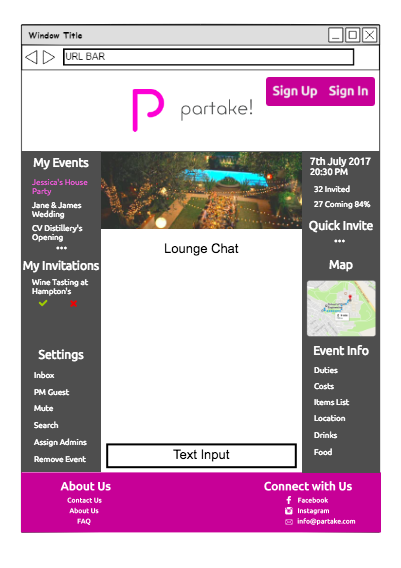 Window Title
URL BAR
Sign Up Sign In
partake!
My Events
Jessica's House
Party
Jane & James
Wedding
CV Distillery's
Opening
•••
My Invitations
Wine Tasting at
Hampton's
Settings
Inbox
PM Guest
Mute
Search
Assign Admins
Remove Event
Lounge Chat
Text Input
7th July 2017
20:30 PM
32 Invited
27 Coming 84%
Quick Invite
•••
Map
Event Info
Duties
Costs
Items List
Location
Drinks
Food
About Us
Contact Us
About Us
FAQ
Connect with Us
Facebook
Instagram
info@partake.com